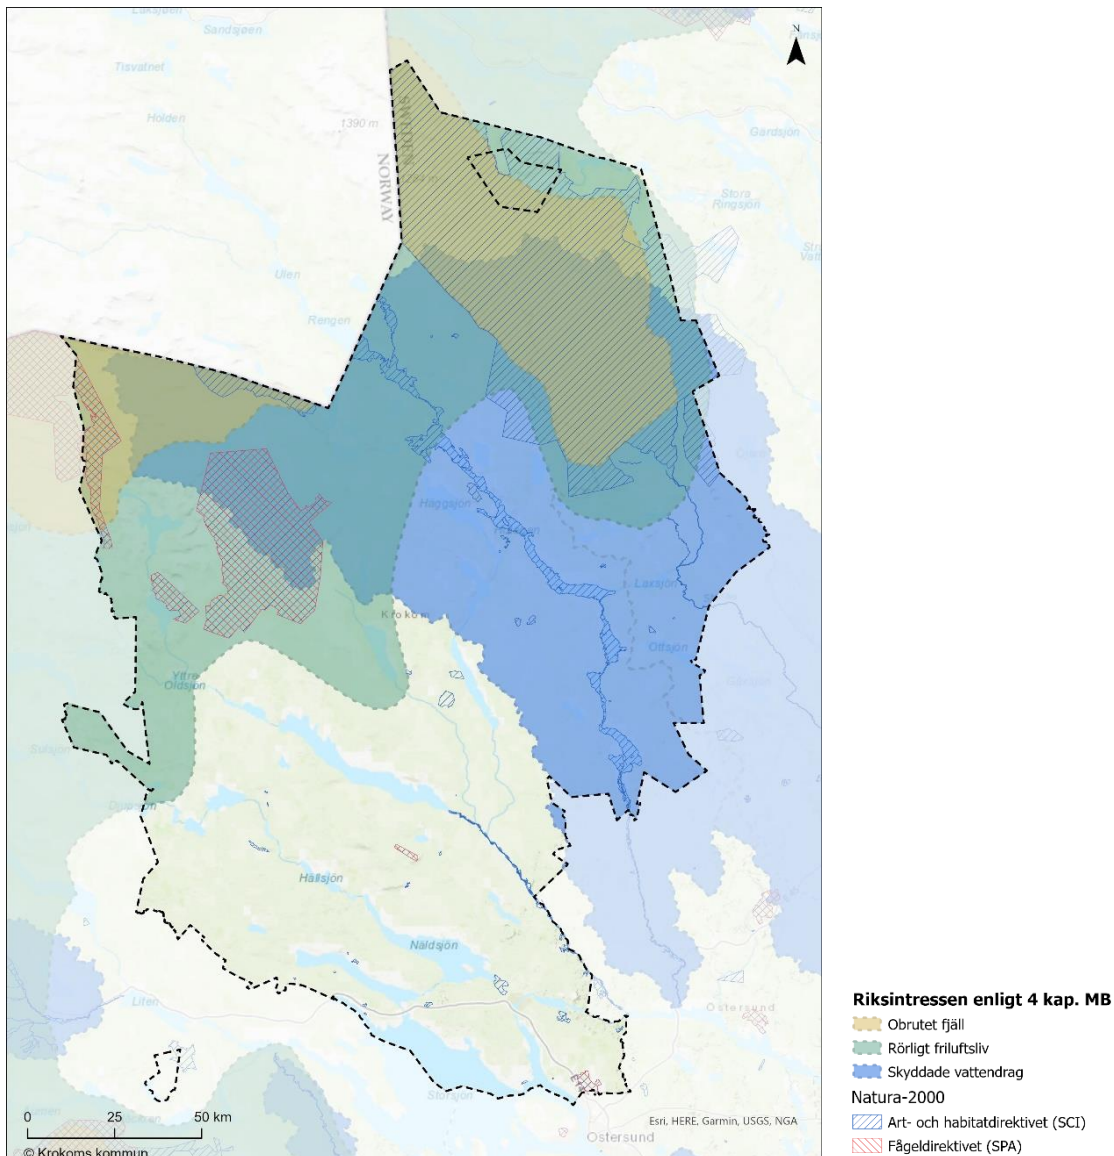 Sandsjøen
Tisvatnet
Holden
1390 m
N
SWEDEN
NORWAY
Gardsjön
Stora
Ringsjön
Ulen
Rengen
Häggsjön
Laxsjön
Krokom
Offsjön
Yttre
Oldsjön
Hällsjön
Näldsjön
Liten
Östersund
Storsjön
Östersund
0 25 50 km
Esri, HERE, Garmin, USGS, NGA
© Krokoms kommun
Riksintressen enligt 4 kap. MB
Obrutet fjäll
Rörligt friluftsliv
Skyddade vattendrag
Natura-2000
Art- och habitatdirektivet (SCI)
Fågeldirektivet (SPA)